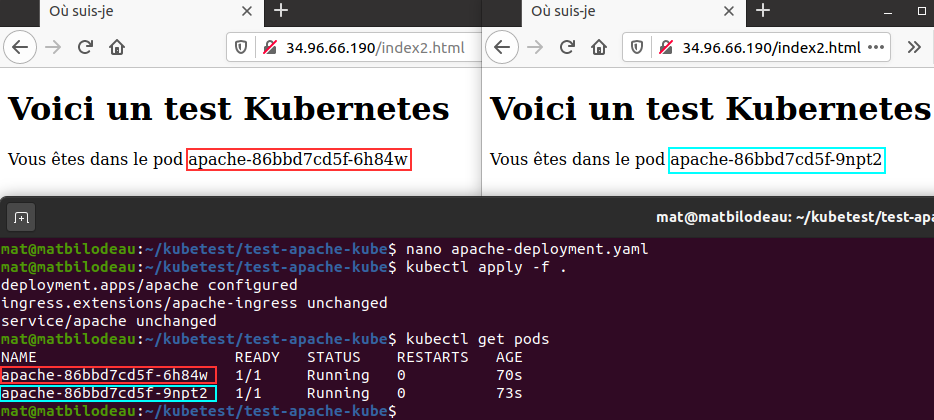 Où suis-je
34.96.66.190/index2.html
Voici un test Kubernetes
Vous êtes dans le pod apache-86bbd7cd5f-6h84w
Où suis-je
34.96.66.190/index2.html
Voici un test Kubernetes
Vous êtes dans le pod apache-86bbd7cd5f-9npt2
mat@matbilodeau: ~/kubetest/test-apa
mat@matbilodeau:~/kubetest/test-apache-kube$ nano apache-deployment.yaml
mat@matbilodeau:~/kubetest/test-apache-kube$ kubectl apply -f .
deployment.apps/apache configured
ingress.extensions/apache-ingress unchanged
service/apache unchanged
mat@matbilodeau:~/kubetest/test-apache-kube$ kubectl get pods
NAME READY STATUS RESTARTS AGE
apache-86bbd7cd5f-6h84w 1/1 Running 0 70s
apache-86bbd7cd5f-9npt2 1/1 Running 0 73s
mat@matbilodeau:~/kubetest/test-apache-kube$